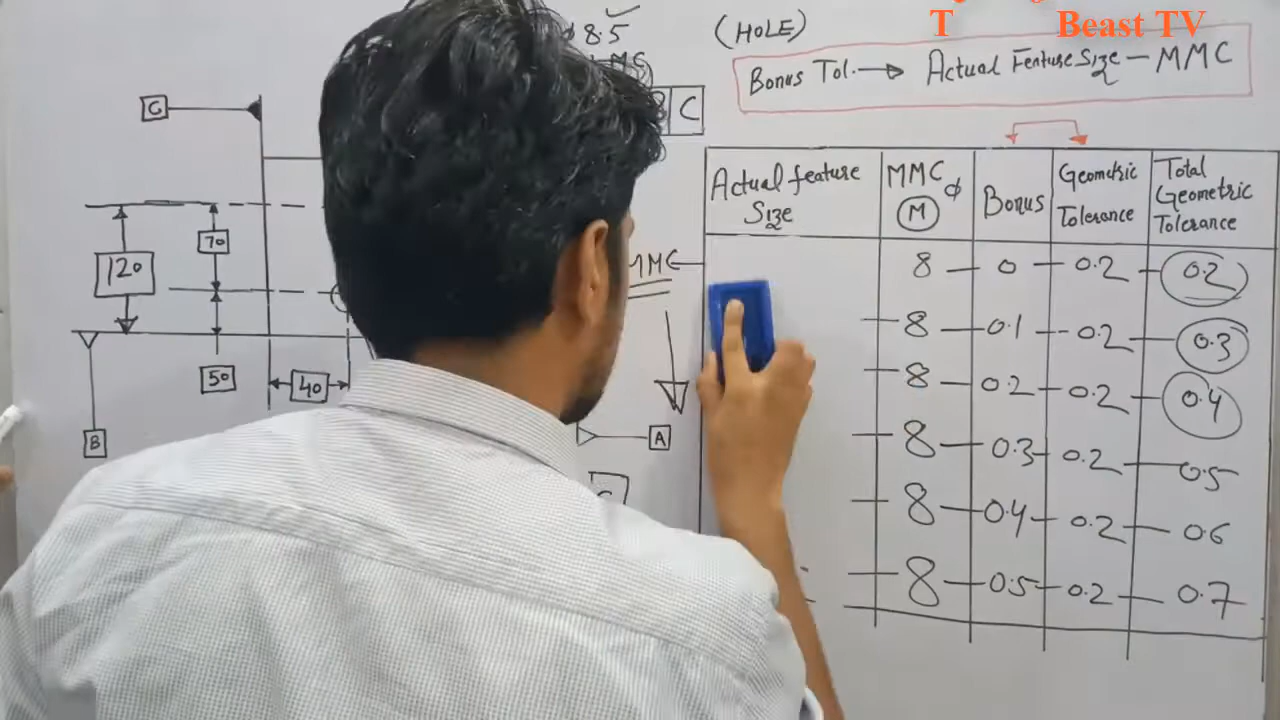 T Beast TV
8.5
(HOLE)
Bonus Tol. → Actual Feature Size - MMC
C
G
Actual feature Size
MMC ⌀
M
Bonus
Geometric Tolerance
Total Geometric Tolerance
70
120
MMC
8 0 0.2 0.2
8 0.1 0.2 0.3
8 0.2 0.2 0.4
50
40
B
A
8 0.3 0.2 0.5
8 0.4 0.2 0.6
8 0.5 0.2 0.7